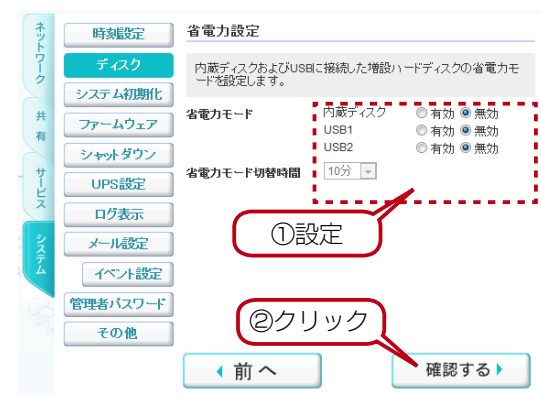 ネットワーク
共有
サービス
システム
時刻設定
ディスク
システム初期化
ファームウェア
シャットダウン
UPS設定
ログ表示
メール設定
イベント設定
管理者パスワード
その他
省電力設定
内蔵ディスクおよびUSBに接続した増設ハードディスクの省電力モ
ードを設定します。
省電力モード 内蔵ディスク 有効 無効
USB1 有効 無効
USB2 有効 無効
省電力モード切替時間 10分
①設定
②クリック
前へ
確認する